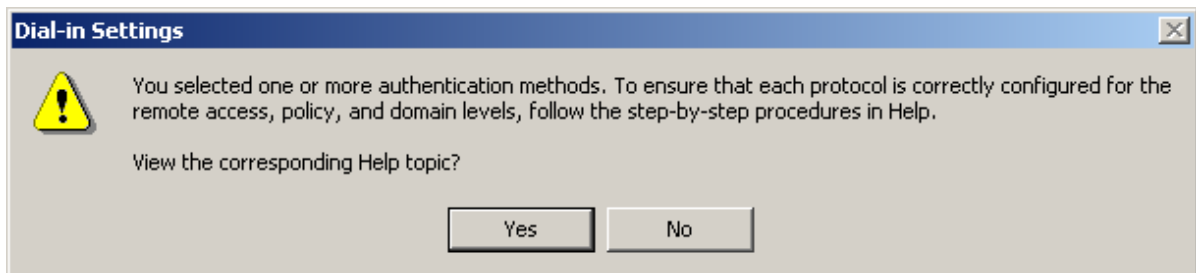 Dial-in Settings
You selected one or more authentication methods. To ensure that each protocol is correctly configured for the
remote access, policy, and domain levels, follow the step-by-step procedures in Help.
View the corresponding Help topic?
Yes
No